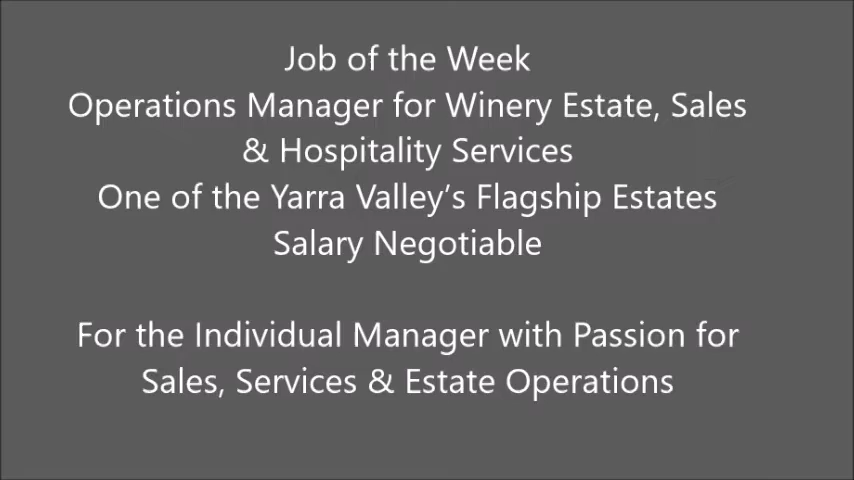 Job of the Week
Operations Manager for Winery Estate, Sales
& Hospitality Services
One of the Yarra Valley’s Flagship Estates
Salary Negotiable
For the Individual Manager with Passion for
Sales, Services & Estate Operations